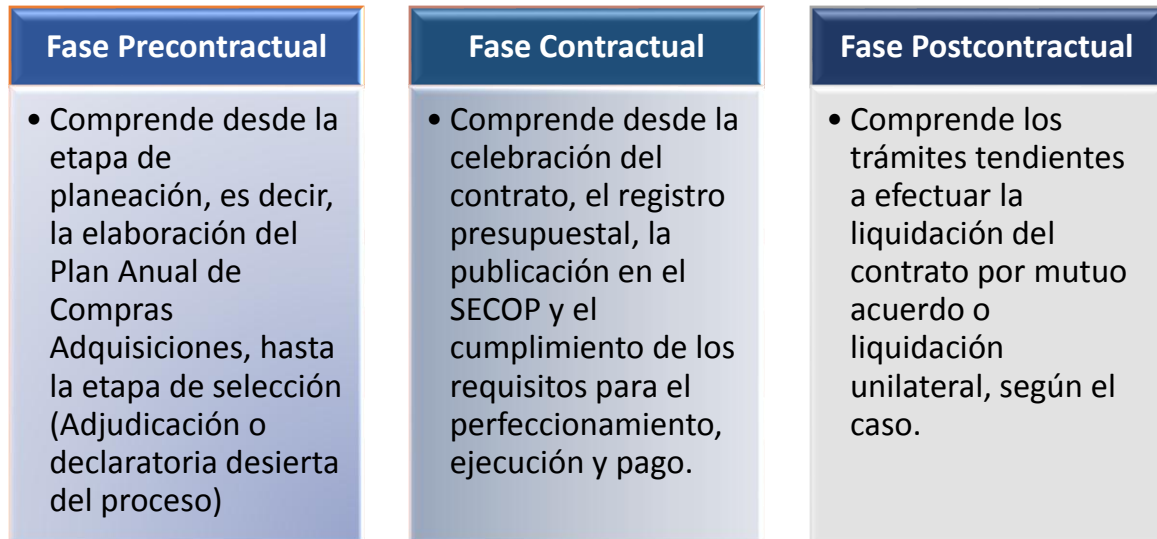 Fase Precontractual
• Comprende desde la
etapa de
planeación, es decir,
la elaboración del
Plan Anual de
Compras
Adquisiciones, hasta
la etapa de selección
(Adjudicación o
declaratoria desierta
del proceso)
Fase Contractual
• Comprende desde la
celebración del
contrato, el registro
presupuestal, la
publicación en el
SECOP y el
cumplimiento de los
requisitos para el
perfeccionamiento,
ejecución y pago.
Fase Postcontractual
• Comprende los
trámites tendientes
a efectuar la
liquidación del
contrato por mutuo
acuerdo o
liquidación
unilateral, según el
caso.